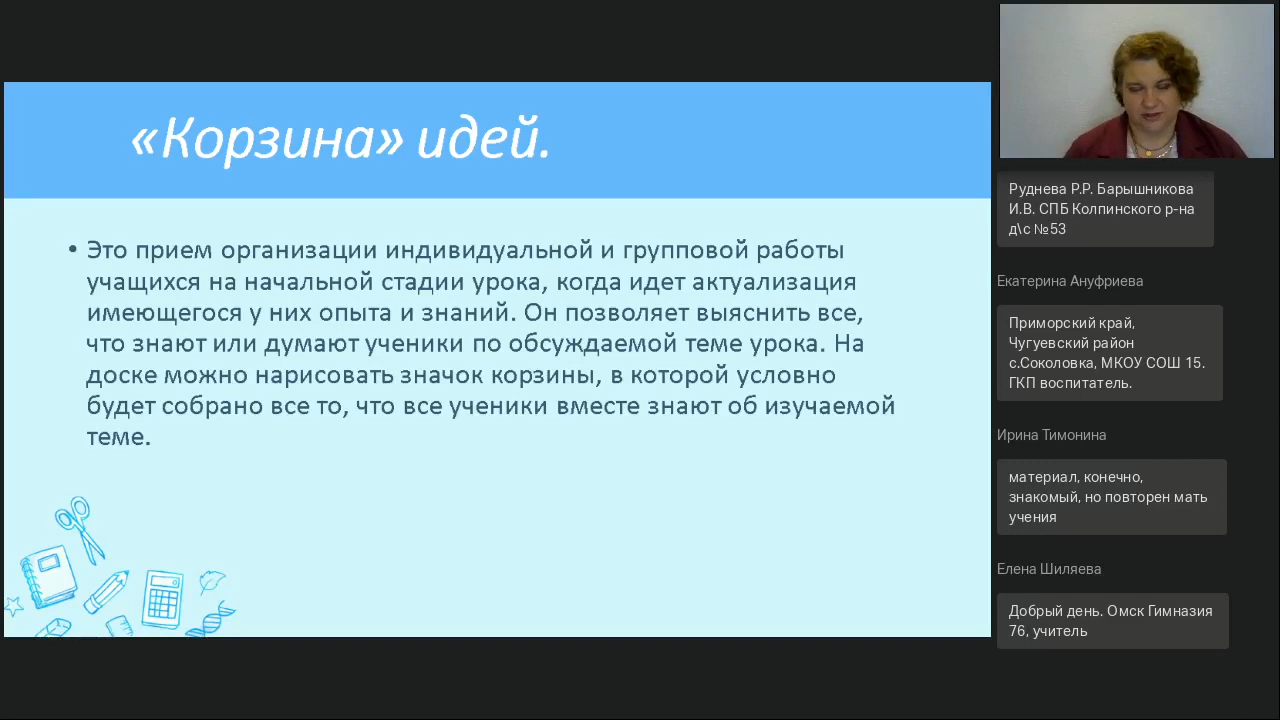 «Корзина» идей.
• Это прием организации индивидуальной и групповой работы
учащихся на начальной стадии урока, когда идет актуализация
имеющегося у них опыта и знаний. Он позволяет выяснить все,
что знают или думают ученики по обсуждаемой теме урока. На
доске можно нарисовать значок корзины, в которой условно
будет собрано все то, что все ученики вместе знают об изучаемой
теме.
Руднева Р.Р. Барышникова
И.В. СПБ Колпинского р-на
д\с №53
Екатерина Ануфриева
Приморский край,
Чугуевский район
с.Соколовка, МКОУ СОШ 15.
ГКП воспитатель.
Ирина Тимонина
материал, конечно,
знакомый, но повторен мать
учения
Елена Шиляева
Добрый день. Омск Гимназия
76, учитель